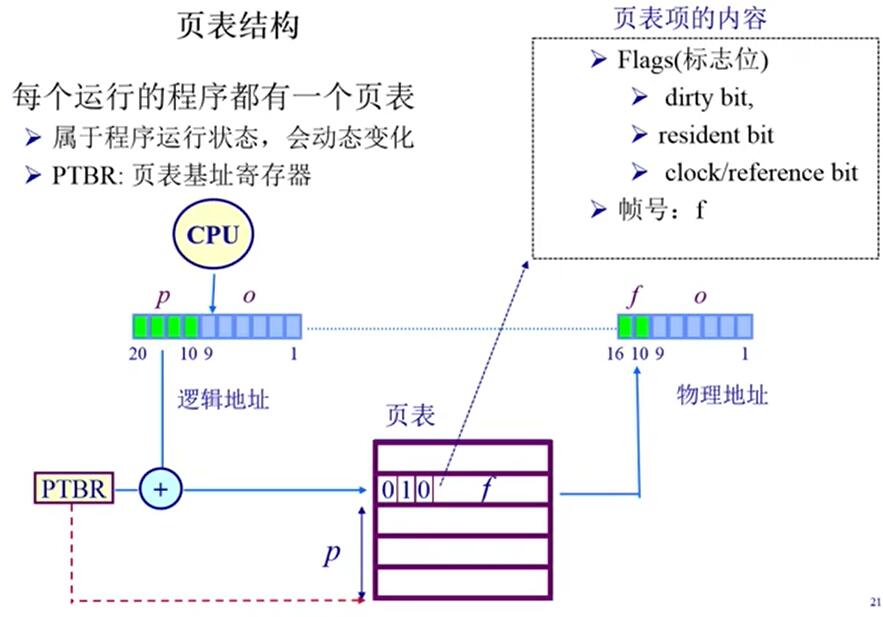 页表结构
每个运行的程序都有一个页表
属于程序运行状态，会动态变化
PTBR: 页表基址寄存器
页表项的内容
Flags(标志位)
dirty bit,
resident bit
clock/reference bit
帧号：f
CPU
p o
20 10 9 1
逻辑地址
f o
16 10 9 1
物理地址
页表
PTBR
+
0 1 0 f
p
21